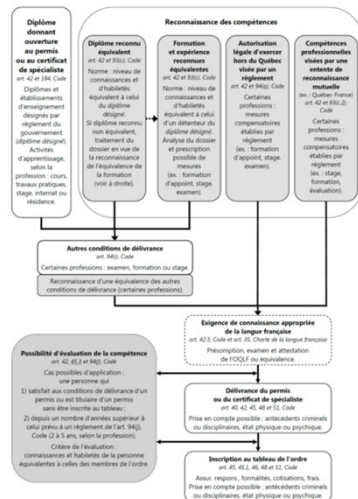 Diplôme
donnant
ouverture
au permis
ou au certificat
de spécialiste
art. 42 et 184, Code
Diplômes et
établissements
d'enseignement
désignés par
règlement du
gouvernement
(diplôme désigné).
Activités
d'apprentissage,
selon la
profession : cours,
travaux pratiques,
stage, internat ou
résidence.
Reconnaissance des compétences
Diplôme reconnu
équivalent
art. 42 et 93(c), Code
Norme : niveau de
connaissances et
d'habiletés
équivalent à celui
du diplôme désigné.
Si diplôme reconnu
non équivalent,
traitement du
dossier en vue de la
reconnaissance
de l'équivalence de
la formation
(voir à droite).
Formation
et expérience
reconnues
équivalentes
art. 42 et 93(c), Code
Norme : niveau de
connaissances et
d'habiletés
équivalent à celui
d'un détenteur du
diplôme désigné.
Analyse du dossier
et prescription
possible de
mesures
(ex. : formation
d'appoint, stage,
examen).
Autorisation
légale d'exercer
hors du Québec
visée par un
règlement
art. 42 et 94(q), Code
Certaines
professions :
mesures
compensatoires
établies par
règlement
(ex. : formation
d'appoint, stage
examen).
Compétences
professionnelles
visées par une
entente de
reconnaissance
mutuelle
(ex : Québec-France)
art. 42 et 93(c.2),
Code
Certaines
professions :
mesures
compensatoires
établies par
règlement
(ex. : stage,
formation,
évaluation).
Autres conditions de délivrance
art. 94(i), Code
Certaines professions : examen, formation ou stage.
Reconnaissance d'une équivalence des autres
conditions de délivrance (certaines professions).
Exigence de connaissance appropriée
de la langue française
art. 42.3, Code et art. 35, Charte de la langue française
Présomption, examen et attestation
de l'OQLF ou équivalence.
Possibilité d'évaluation de la compétence
art. 42, 45.3 et 94(j), Code
Cas possibles d'application :
une personne qui
1) satisfait aux conditions de délivrance d'un
permis ou est titulaire d'un permis
sans être inscrite au tableau ;
2) depuis un nombre d'années supérieur à
celui prévu à un règlement de l'art. 94(j),
Code (2 à 5 ans, selon la profession).
Critère de l'évaluation :
connaissances et habiletés de la personne
équivalentes à celles des membres de l'ordre.
Délivrance du permis
ou du certificat de spécialiste
art. 40, 42, 45, 48 et 51, Code
Prise en compte possible : antécédents criminels
ou disciplinaires, état physique ou psychique.
Inscription au tableau de l'ordre
art. 45, 45.1, 46, 48 et 51, Code
Assur. respons., formalités, cotisations, frais.
Prise en compte possible : antécédents criminels
ou disciplinaires, état physique ou psychique.